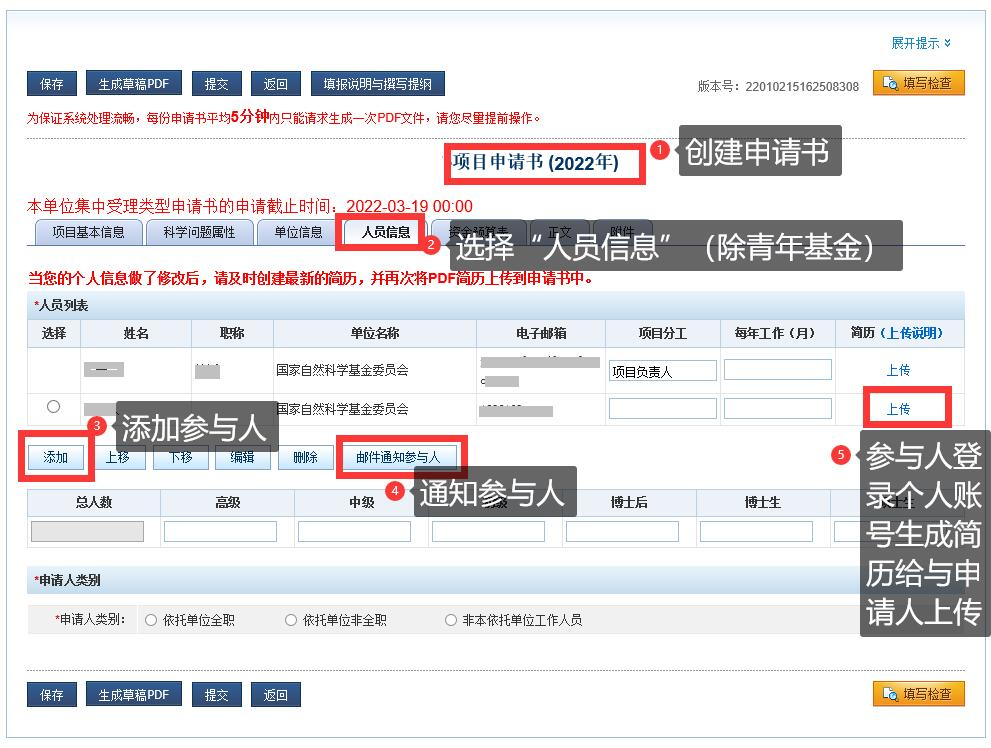 展开提示
保存 生成草稿PDF 提交 返回 填报说明与撰写提纲 版本号：22010215162508308 填写检查
为保证系统处理流畅，每份申请书平均5分钟内只能请求生成一次PDF文件，请您尽量提前操作。
项目申请书 (2022年) 1 创建申请书
本单位集中受理类型申请书的申请截止时间：2022-03-19 00:00
项目基本信息 科学问题属性 单位信息 人员信息 2 选择“人员信息”（除青年基金）
当您的个人信息做了修改后，请及时创建最新的简历，并再次将PDF简历上传到申请书中。
*人员列表
选择 姓名 职称 单位名称 电子邮箱 项目分工 每年工作（月） 简历（上传说明）
国家自然科学基金委员会 项目负责人 上传
国家自然科学基金委员会 上传
3 添加参与人
添加 上移 下移 编辑 删除 邮件通知参与人
4 通知参与人
5 参与人登
录个人账
号生成简
历给与申
请人上传
总人数 高级 中级 博士后 博士生
*申请人类别
*申请人类别： 依托单位全职 依托单位非全职 非本依托单位工作人员
保存 生成草稿PDF 提交 返回 填写检查